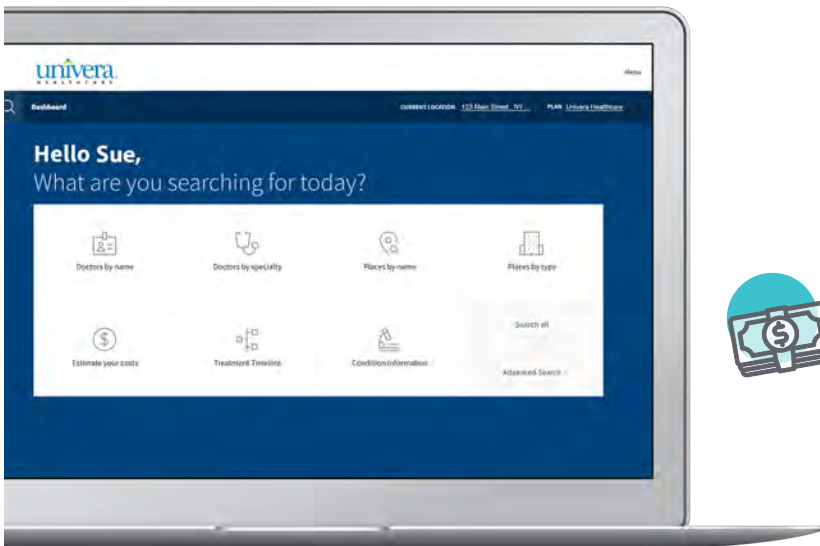 univera
HEALTHCARE
Menu
Dashboard
CURRENT LOCATION 123 Main Street, NY ... PLAN Univera Healthcare
Hello Sue,
What are you searching for today?
Doctors by name
Doctors by specialty
Places by name
Places by type
Estimate your costs
Treatment Timeline
Condition Information
Search all
Advanced Search
$
$